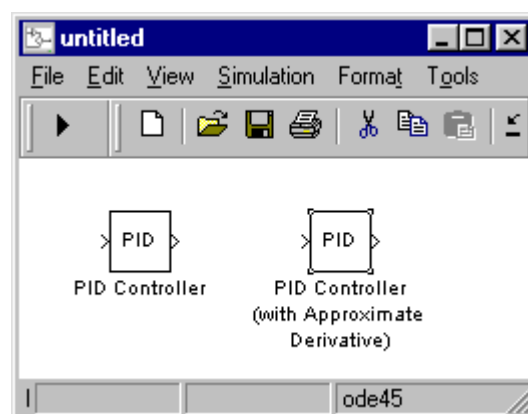 untitled
File Edit View Simulation Format Tools
PID PID
PID Controller PID Controller
(with Approximate
Derivative)
ode45